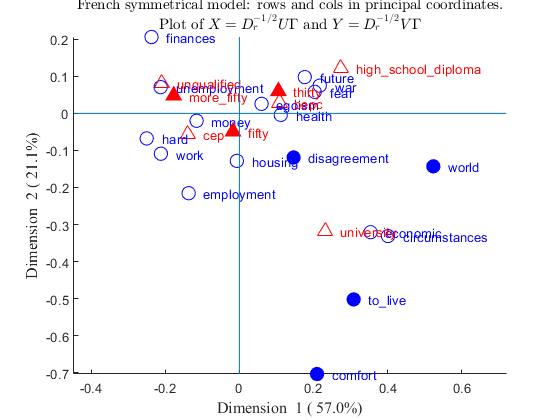 French symmetrical model: rows and cols in principal coordinates.
Plot of $X = D_r^{-1/2}U\Gamma$ and $Y = D_r^{-1/2}V\Gamma$
0.2
finances
high_school_diploma
future
unqualified
unemployment
war
0.1
thirty
fear
more_fifty
egoism
bepc
0
money
health
hard
cep
fifty
-0.1
work
housing
disagreement
world
-0.2
employment
Dimension 2 ( 21.1%)
-0.3
university
economic
circumstances
-0.4
-0.5
to_live
-0.6
-0.7
comfort
-0.4
-0.2
0
0.2
0.4
0.6
Dimension 1 ( 57.0%)